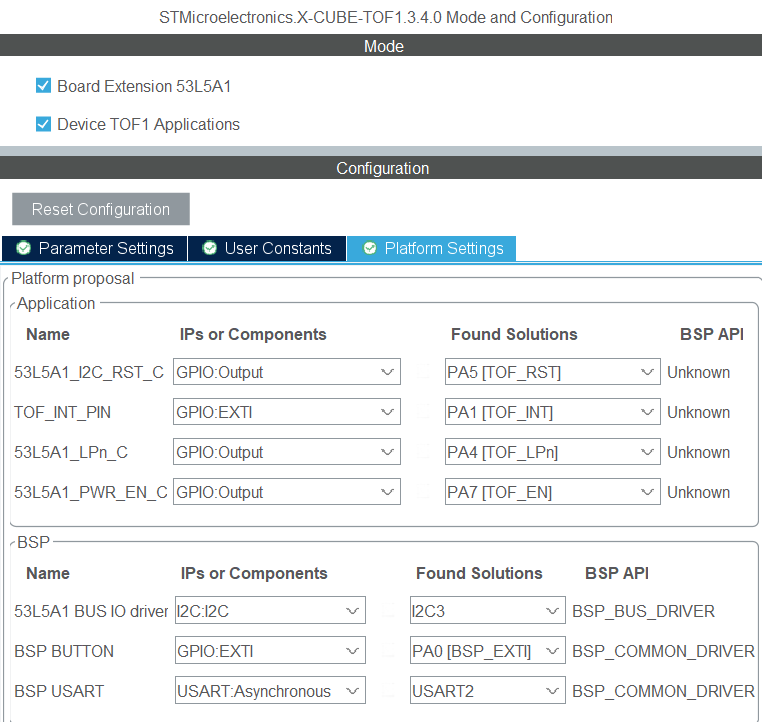 STMicroelectronics.X-CUBE-TOF1.3.4.0 Mode and Configuration
Mode
Board Extension 53L5A1
Device TOF1 Applications
Configuration
Reset Configuration
Parameter Settings User Constants Platform Settings
Platform proposal
Application
Name IPs or Components Found Solutions BSP API
53L5A1_I2C_RST_C GPIO:Output PA5 [TOF_RST] Unknown
TOF_INT_PIN GPIO:EXTI PA1 [TOF_INT] Unknown
53L5A1_LPn_C GPIO:Output PA4 [TOF_LPn] Unknown
53L5A1_PWR_EN_C GPIO:Output PA7 [TOF_EN] Unknown
BSP
Name IPs or Components Found Solutions BSP API
53L5A1 BUS IO driver I2C:I2C I2C3 BSP_BUS_DRIVER
BSP BUTTON GPIO:EXTI PA0 [BSP_EXTI] BSP_COMMON_DRIVER
BSP USART USART:Asynchronous USART2 BSP_COMMON_DRIVER